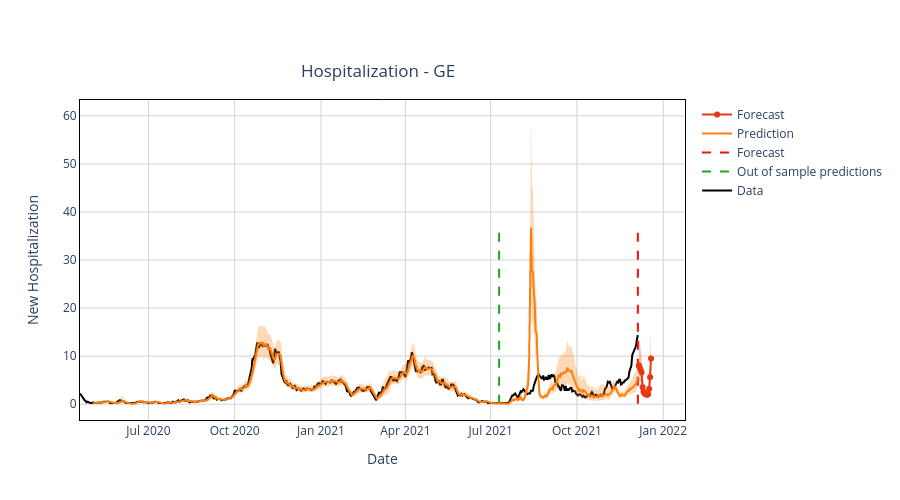 Hospitalization - GE
New Hospitalization
60
50
40
30
20
10
0
Jul 2020
Oct 2020
Jan 2021
Apr 2021
Jul 2021
Oct 2021
Jan 2022
Date
Forecast
Prediction
Forecast
Out of sample predictions
Data